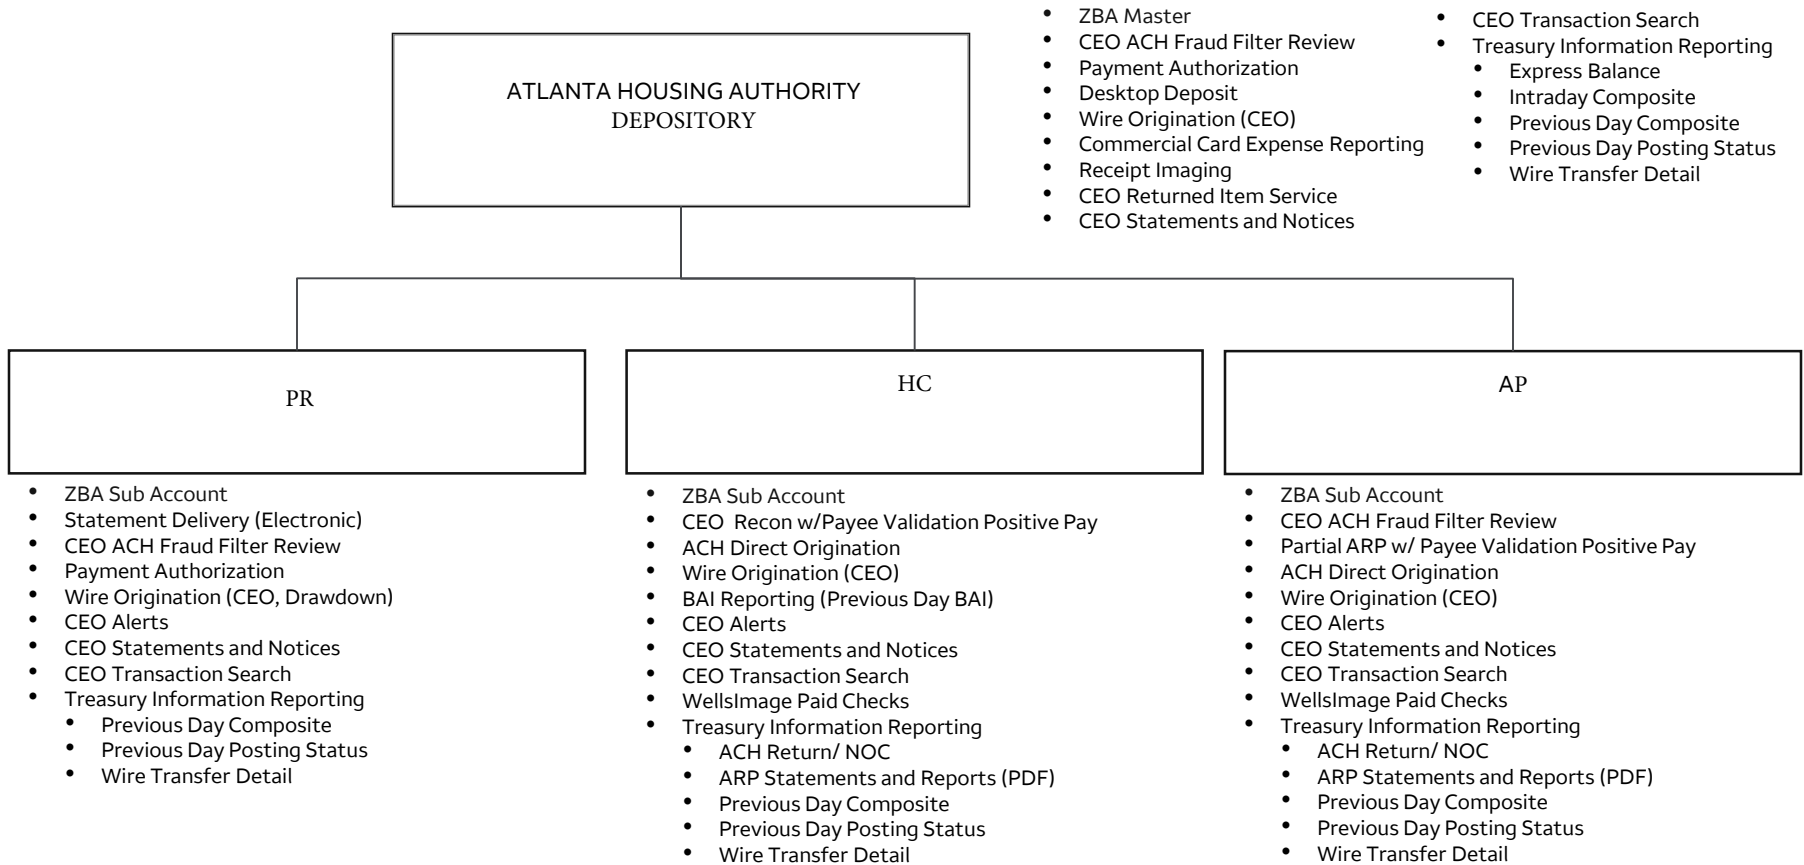 ATLANTA HOUSING AUTHORITY
DEPOSITORY
• ZBA Master
• CEO ACH Fraud Filter Review
• Payment Authorization
• Desktop Deposit
• Wire Origination (CEO)
• Commercial Card Expense Reporting
• Receipt Imaging
• CEO Returned Item Service
• CEO Statements and Notices
• CEO Transaction Search
• Treasury Information Reporting
• Express Balance
• Intraday Composite
• Previous Day Composite
• Previous Day Posting Status
• Wire Transfer Detail
PR
• ZBA Sub Account
• Statement Delivery (Electronic)
• CEO ACH Fraud Filter Review
• Payment Authorization
• Wire Origination (CEO, Drawdown)
• CEO Alerts
• CEO Statements and Notices
• CEO Transaction Search
• Treasury Information Reporting
• Previous Day Composite
• Previous Day Posting Status
• Wire Transfer Detail
HC
• ZBA Sub Account
• CEO  Recon w/Payee Validation Positive Pay
• ACH Direct Origination
• Wire Origination (CEO)
• BAI Reporting (Previous Day BAI)
• CEO Alerts
• CEO Statements and Notices
• CEO Transaction Search
• WellsImage Paid Checks
• Treasury Information Reporting
• ACH Return/ NOC
• ARP Statements and Reports (PDF)
• Previous Day Composite
• Previous Day Posting Status
• Wire Transfer Detail
AP
• ZBA Sub Account
• CEO ACH Fraud Filter Review
• Partial ARP w/ Payee Validation Positive Pay
• ACH Direct Origination
• Wire Origination (CEO)
• CEO Alerts
• CEO Statements and Notices
• CEO Transaction Search
• WellsImage Paid Checks
• Treasury Information Reporting
• ACH Return/ NOC
• ARP Statements and Reports (PDF)
• Previous Day Composite
• Previous Day Posting Status
• Wire Transfer Detail